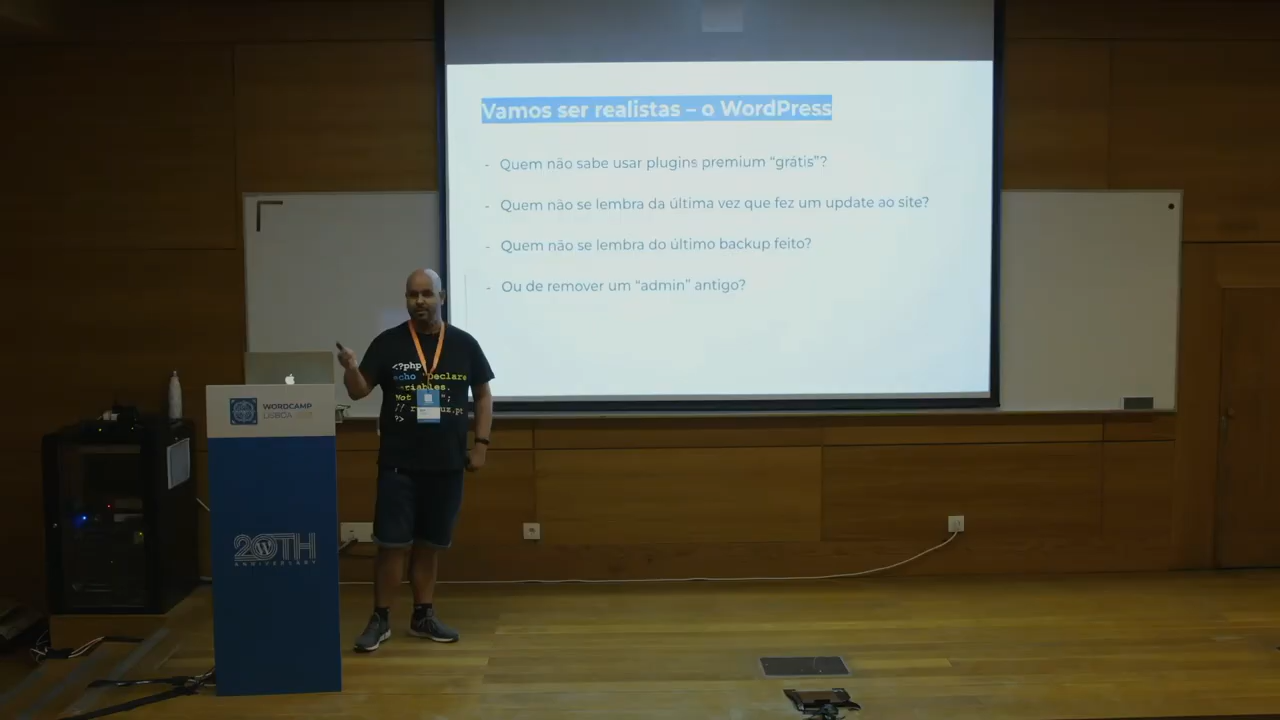 Vamos ser realistas – o WordPress
- Quem não sabe usar plugins premium “grátis”?
- Quem não se lembra da última vez que fez um update ao site?
- Quem não se lembra do último backup feito?
- Ou de remover um “admin” antigo?
<?php
echo "Declare
Not
";
?>
WORDCAMP
LISBOA
20TH
ANNIVERSARY